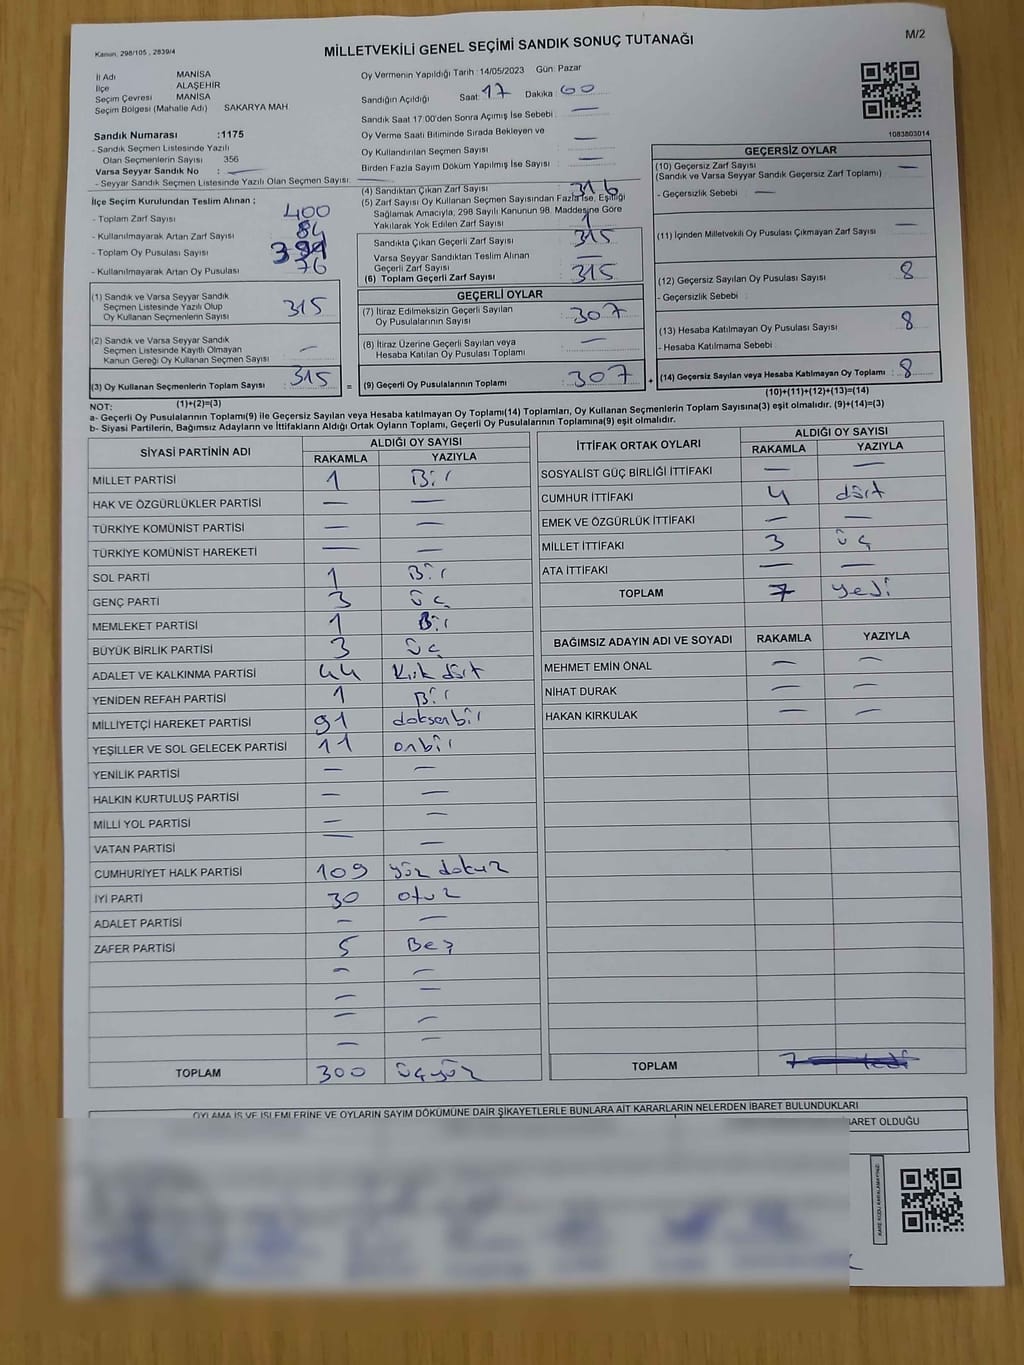 Kanun, 298/105 , 2839/4
MİLLETVEKİLİ GENEL SEÇİMİ SANDIK SONUÇ TUTANAĞI
M/2
İl Adı MANİSA
İlçe ALAŞEHİR
Seçim Çevresi MANİSA
Seçim Bölgesi (Mahalle Adı) SAKARYA MAH.
Sandık Numarası :1175
- Sandık Seçmen Listesinde Yazılı
Olan Seçmenlerin Sayısı 356
Varsa Seyyar Sandık No : —
- Seyyar Sandık Seçmen Listesinde Yazılı Olan Seçmen Sayısı: —
Oy Vermenin Yapıldığı Tarih :14/05/2023 Gün: Pazar
Sandığın Açıldığı Saat: 17 Dakika: 00
Sandık Saat 17:00'den Sonra Açımış İse Sebebi : —
Oy Verme Saati Bitiminde Sırada Bekleyen ve
Oy Kullandırılan Seçmen Sayısı : —
Birden Fazla Sayım Döküm Yapılmış İse Sayısı : —
1083803014
İlçe Seçim Kurulundan Teslim Alınan ;
- Toplam Zarf Sayısı : 400
- Kullanılmayarak Artan Zarf Sayısı : 84
- Toplam Oy Pusulası Sayısı :
- Kullanılmayarak Artan Oy Pusulası : 76
(1) Sandık ve Varsa Seyyar Sandık
Seçmen Listesinde Yazılı Olup
Oy Kullanan Seçmenlerin Sayısı : 315
(2) Sandık ve Varsa Seyyar Sandık
Seçmen Listesinde Kayıtlı Olmayan
Kanun Gereği Oy Kullanan Seçmen Sayısı : —
(3) Oy Kullanan Seçmenlerin Toplam Sayısı : 315
(1)+(2)=(3)
(4) Sandıktan Çıkan Zarf Sayısı : 316
(5) Zarf Sayısı Oy Kullanan Seçmen Sayısından Fazla İse, Eşitliği
Sağlamak Amacıyla, 298 Sayılı Kanunun 98. Maddesine Göre
Yakılarak Yok Edilen Zarf Sayısı : 1
Sandıkta Çıkan Geçerli Zarf Sayısı : 315
Varsa Seyyar Sandıktan Teslim Alınan
Geçerli Zarf Sayısı : —
(6) Toplam Geçerli Zarf Sayısı : 315
GEÇERLİ OYLAR
(7) İtiraz Edilmeksizin Geçerli Sayılan
Oy Pusulalarının Sayısı : 307
(8) İtiraz Üzerine Geçerli Sayılan veya
Hesaba Katılan Oy Pusulası Toplamı : —
= (9) Geçerli Oy Pusulalarının Toplamı : 307 +
GEÇERSİZ OYLAR
(10) Geçersiz Zarf Sayısı : —
(Sandık ve Varsa Seyyar Sandık Geçersiz Zarf Toplamı)
- Geçersizlik Sebebi : —
(11) İçinden Milletvekili Oy Pusulası Çıkmayan Zarf Sayısı : —
(12) Geçersiz Sayılan Oy Pusulası Sayısı : 8
- Geçersizlik Sebebi :
(13) Hesaba Katılmayan Oy Pusulası Sayısı : 8
- Hesaba Katılmama Sebebi :
(14) Geçersiz Sayılan veya Hesaba Katılmayan Oy Toplamı : 8
(10)+(11)+(12)+(13)=(14)
NOT:
a- Geçerli Oy Pusulalarının Toplamı(9) ile Geçersiz Sayılan veya Hesaba katılmayan Oy Toplamı(14) Toplamları, Oy Kullanan Seçmenlerin Toplam Sayısına(3) eşit olmalıdır. (9)+(14)=(3)
b- Siyasi Partilerin, Bağımsız Adayların ve İttifakların Aldığı Ortak Oyların Toplamı, Geçerli Oy Pusulalarının Toplamına(9) eşit olmalıdır.
SİYASİ PARTİNİN ADI ALDIĞI OY SAYISI
RAKAMLA YAZIYLA
MİLLET PARTİSİ 1 Bir
HAK VE ÖZGÜRLÜKLER PARTİSİ — —
TÜRKİYE KOMÜNİST PARTİSİ — —
TÜRKİYE KOMÜNİST HAREKETİ — —
SOL PARTİ 1 Bir
GENÇ PARTİ 3 üç
MEMLEKET PARTİSİ 1 Bir
BÜYÜK BİRLİK PARTİSİ 3 üç
ADALET VE KALKINMA PARTİSİ 44 Kırk dört
YENİDEN REFAH PARTİSİ 1 Bir
MİLLİYETÇİ HAREKET PARTİSİ 91 doksanbir
YEŞİLLER VE SOL GELECEK PARTİSİ 11 onbir
YENİLİK PARTİSİ — —
HALKIN KURTULUŞ PARTİSİ — —
MİLLİ YOL PARTİSİ — —
VATAN PARTİSİ — —
CUMHURİYET HALK PARTİSİ 109 yüz dokuz
İYİ PARTİ 30 otuz
ADALET PARTİSİ — —
ZAFER PARTİSİ 5 Beş
— —
— —
— —
— —
TOPLAM 300 üçyüz
İTTİFAK ORTAK OYLARI ALDIĞI OY SAYISI
RAKAMLA YAZIYLA
SOSYALİST GÜÇ BİRLİĞİ İTTİFAKI — —
CUMHUR İTTİFAKI 4 dört
EMEK VE ÖZGÜRLÜK İTTİFAKI — —
MİLLET İTTİFAKI 3 üç
ATA İTTİFAKI — —
TOPLAM 7 yedi
BAĞIMSIZ ADAYIN ADI VE SOYADI RAKAMLA YAZIYLA
MEHMET EMİN ÖNAL — —
NİHAT DURAK — —
HAKAN KIRKULAK — —
TOPLAM 7
OYLAMA İŞ VE İŞLEMLERİNE VE OYLARIN SAYIM DÖKÜMÜNE DAİR ŞİKAYETLERLE BUNLARA AİT KARARLARIN NELERDEN İBARET BULUNDUKLARI
BARET OLDUĞU